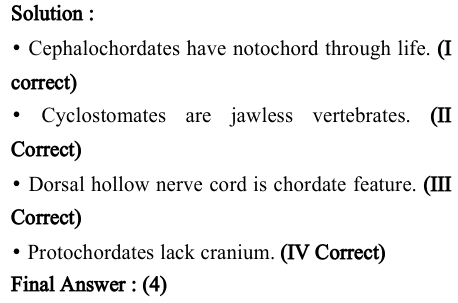 Solution :
• Cephalochordates have notochord through life. (I
correct)
• Cyclostomates are jawless vertebrates. (II
Correct)
• Dorsal hollow nerve cord is chordate feature. (III
Correct)
• Protochordates lack cranium. (IV Correct)
Final Answer : (4)